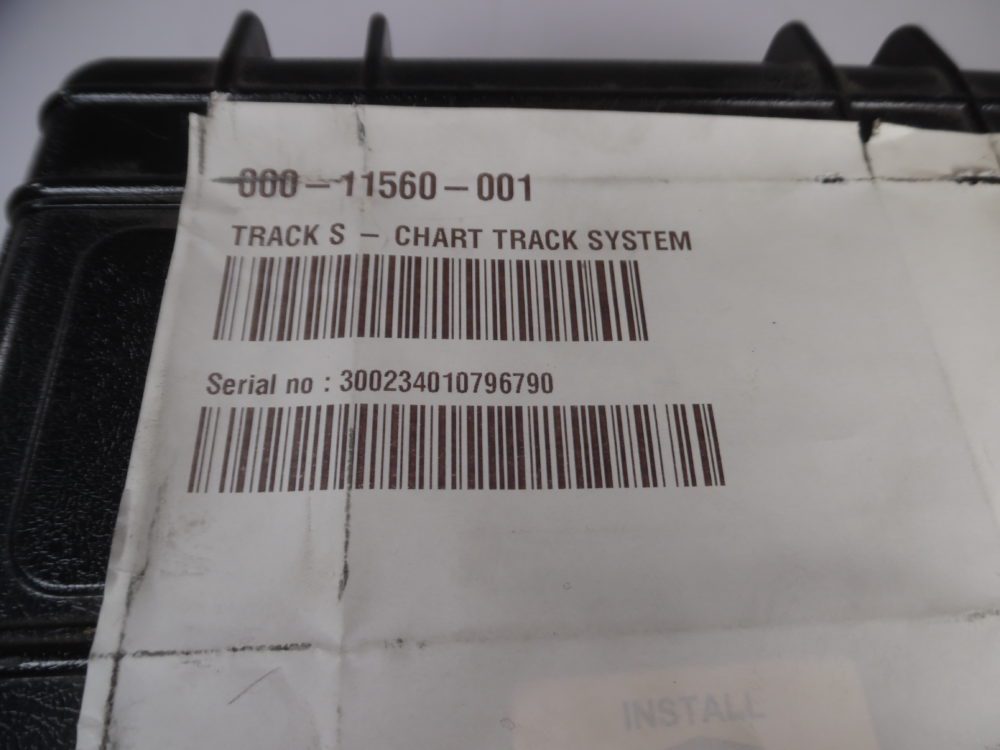 000-11560-001
TRACK S - CHART TRACK SYSTEM
Serial no : 300234010796790
INSTALL